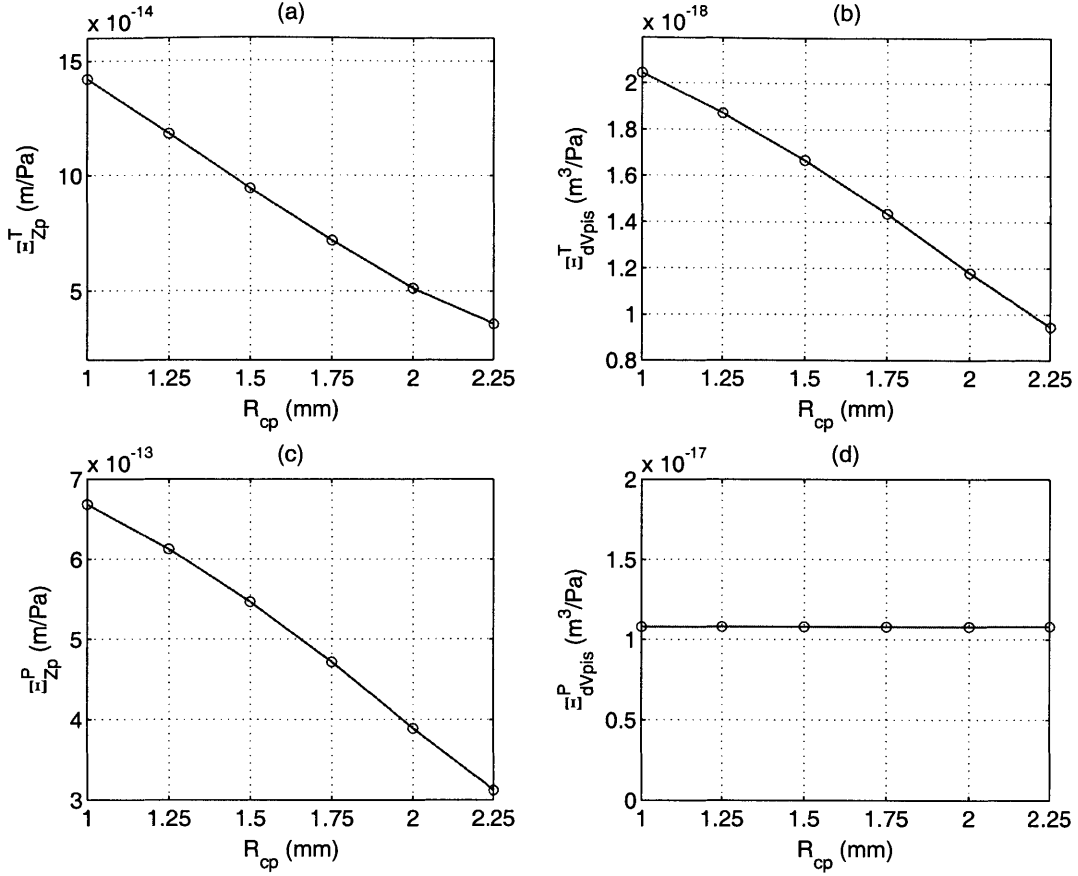 (a)
x 10^-14
15
10
5
Ξ^T_Zp (m/Pa)
1 1.25 1.5 1.75 2 2.25
R_cp (mm)
(b)
x 10^-18
2
1.8
1.6
1.4
1.2
1
0.8
Ξ^T_dVpis (m^3/Pa)
1 1.25 1.5 1.75 2 2.25
R_cp (mm)
(c)
x 10^-13
7
6
5
4
3
Ξ^P_Zp (m/Pa)
1 1.25 1.5 1.75 2 2.25
R_cp (mm)
(d)
x 10^-17
2
1.5
1
0.5
0
Ξ^P_dVpis (m^3/Pa)
1 1.25 1.5 1.75 2 2.25
R_cp (mm)